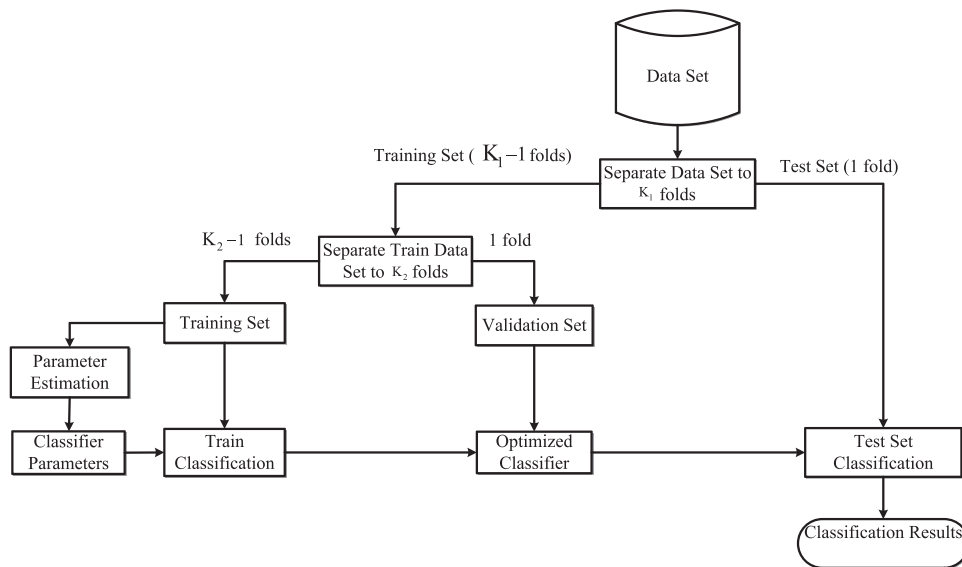 Data Set
Training Set ( K₁−1 folds)
Separate Data Set to
K₁ folds
Test Set (1 fold)
K₂−1 folds
Separate Train Data
Set to K₂ folds
1 fold
Training Set
Validation Set
Parameter
Estimation
Classifier
Parameters
Train
Classification
Optimized
Classifier
Test Set
Classification
Classification Results